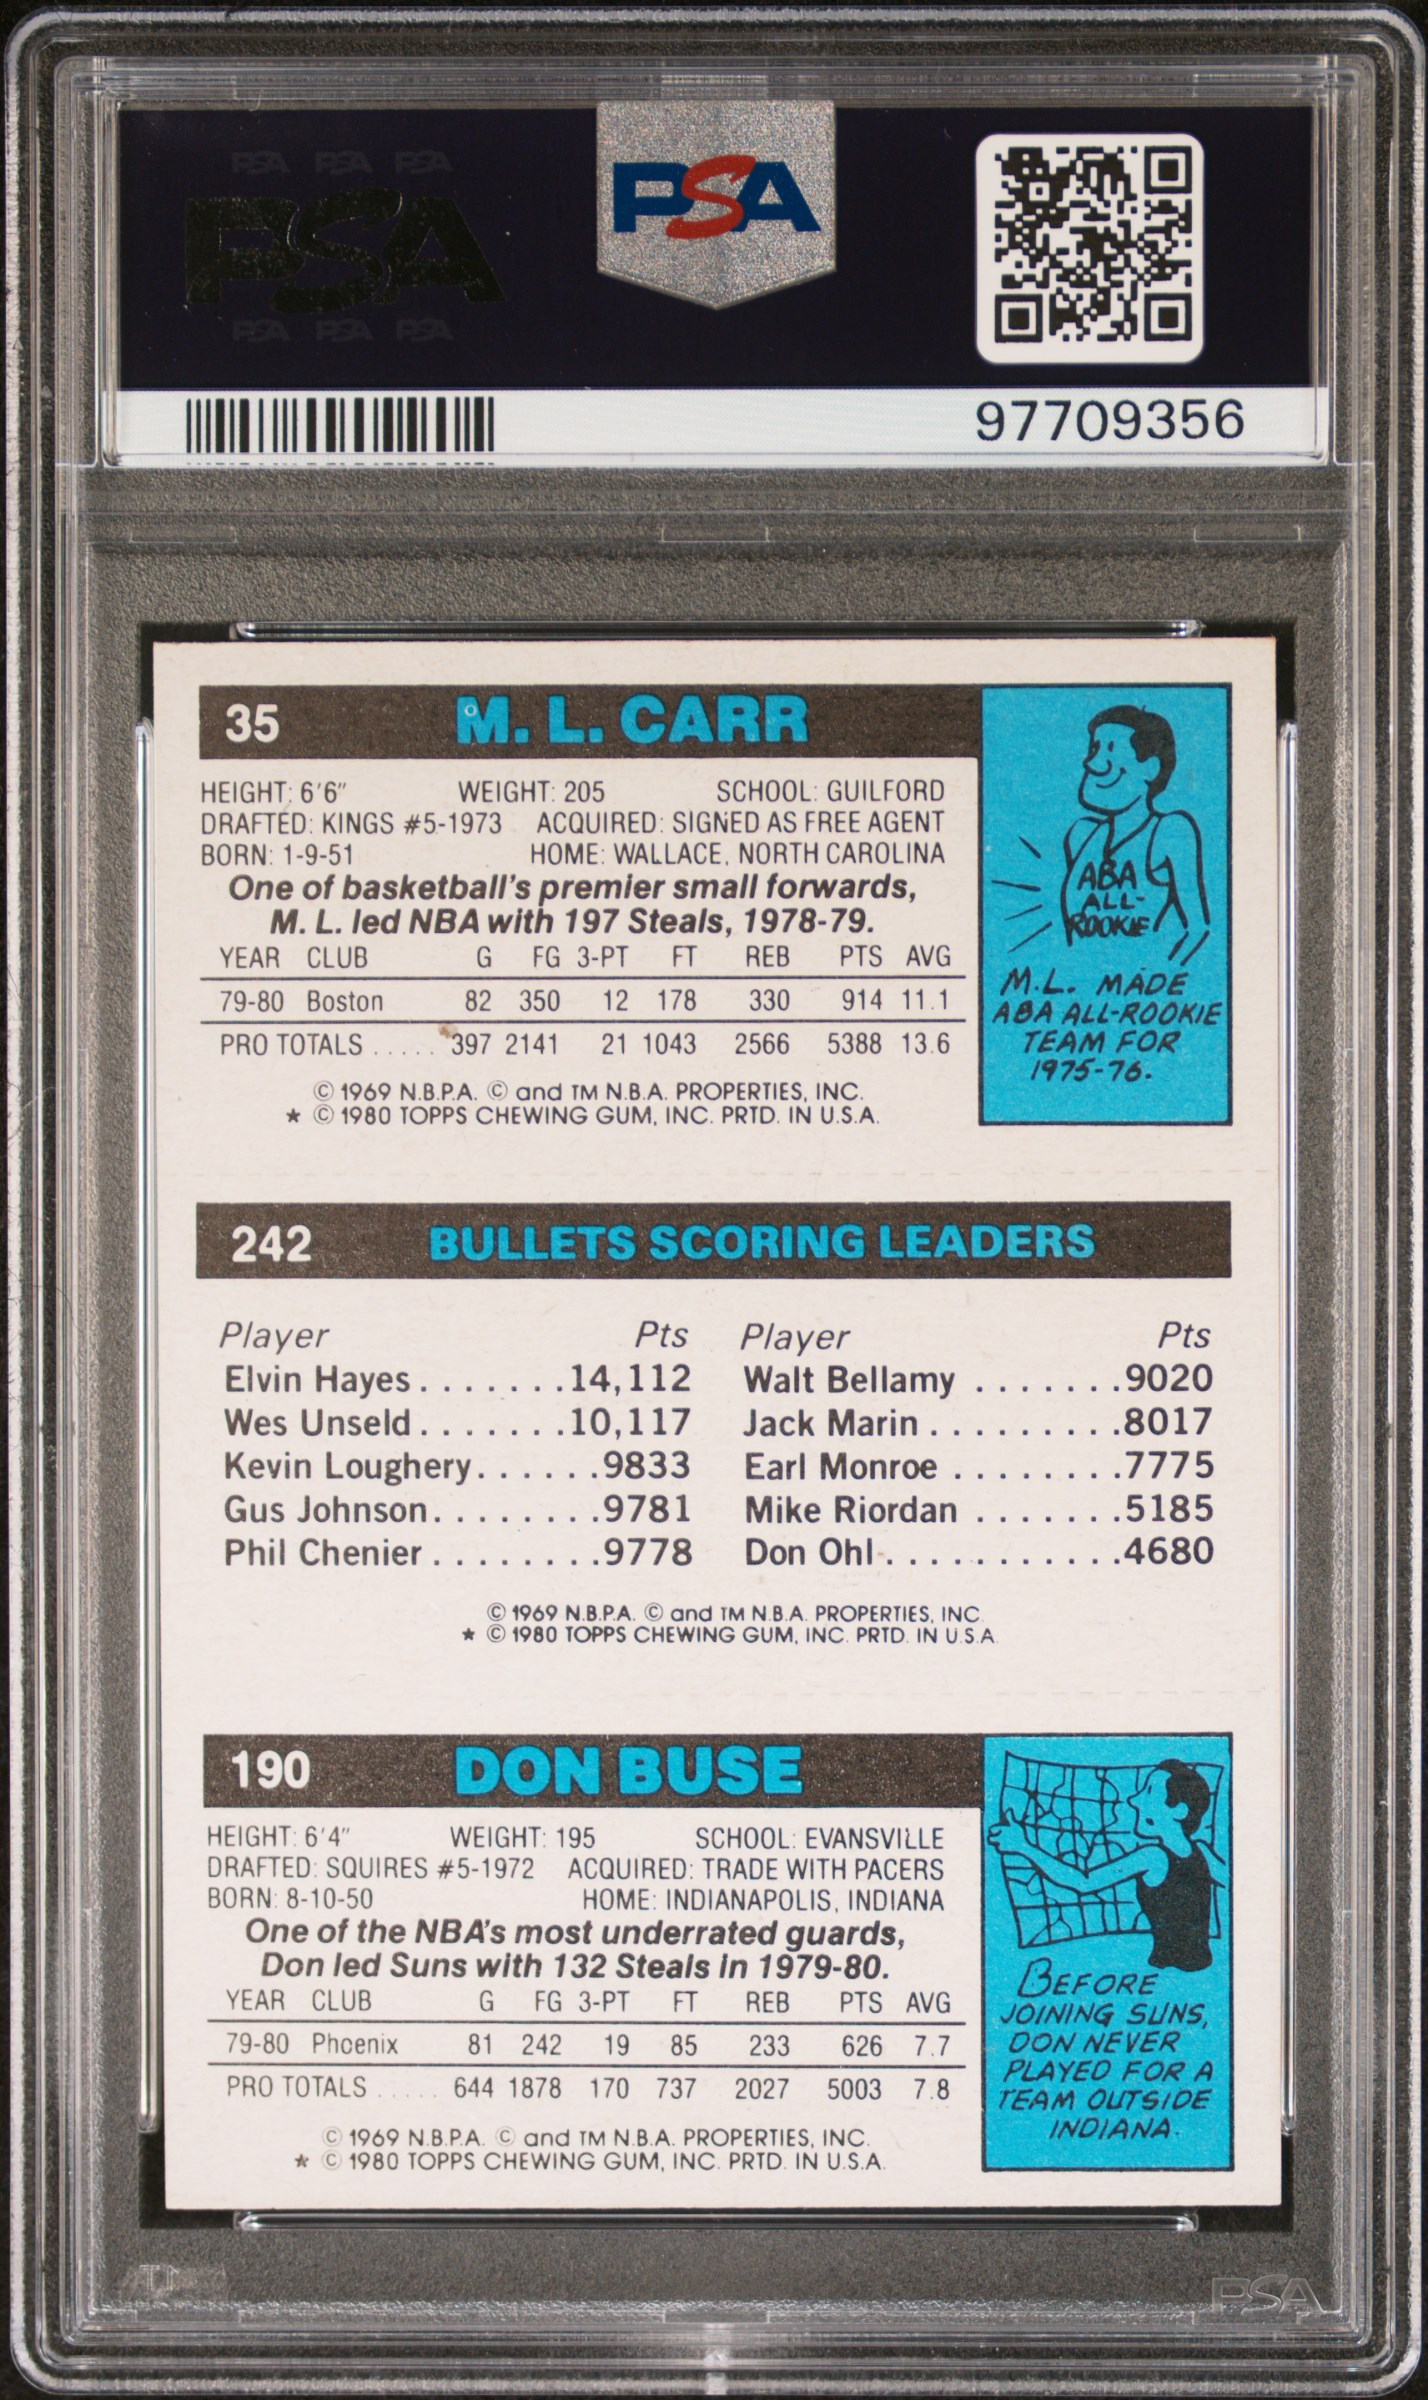 PSA PSA PSA
PSA
PSA PSA PSA
PSA
97709356
35 M. L. CARR
HEIGHT: 6'6" WEIGHT: 205 SCHOOL: GUILFORD
DRAFTED: KINGS #5-1973 ACQUIRED: SIGNED AS FREE AGENT
BORN: 1-9-51 HOME: WALLACE, NORTH CAROLINA
One of basketball's premier small forwards,
M. L. led NBA with 197 Steals, 1978-79.
YEAR CLUB G FG 3-PT FT REB PTS AVG
79-80 Boston 82 350 12 178 330 914 11.1
PRO TOTALS ..... 397 2141 21 1043 2566 5388 13.6
© 1969 N.B.P.A. © and TM N.B.A. PROPERTIES, INC.
* © 1980 TOPPS CHEWING GUM, INC. PRTD. IN U.S.A.
ABA
ALL-
ROOKIE
M.L. MADE
ABA ALL-ROOKIE
TEAM FOR
1975-76.
242 BULLETS SCORING LEADERS
Player Pts Player Pts
Elvin Hayes.......14,112 Walt Bellamy .......9020
Wes Unseld.......10,117 Jack Marin.........8017
Kevin Loughery......9833 Earl Monroe ........7775
Gus Johnson........9781 Mike Riordan .......5185
Phil Chenier........9778 Don Ohl...........4680
© 1969 N.B.P.A. © and TM N.B.A. PROPERTIES, INC.
* © 1980 TOPPS CHEWING GUM, INC. PRTD. IN U.S.A.
190 DON BUSE
HEIGHT: 6'4" WEIGHT: 195 SCHOOL: EVANSVILLE
DRAFTED: SQUIRES #5-1972 ACQUIRED: TRADE WITH PACERS
BORN: 8-10-50 HOME: INDIANAPOLIS, INDIANA
One of the NBA's most underrated guards,
Don led Suns with 132 Steals in 1979-80.
YEAR CLUB G FG 3-PT FT REB PTS AVG
79-80 Phoenix 81 242 19 85 233 626 7.7
PRO TOTALS ..... 644 1878 170 737 2027 5003 7.8
© 1969 N.B.P.A. © and TM N.B.A. PROPERTIES, INC.
* © 1980 TOPPS CHEWING GUM, INC. PRTD. IN U.S.A.
BEFORE
JOINING SUNS,
DON NEVER
PLAYED FOR A
TEAM OUTSIDE
INDIANA.
PSA